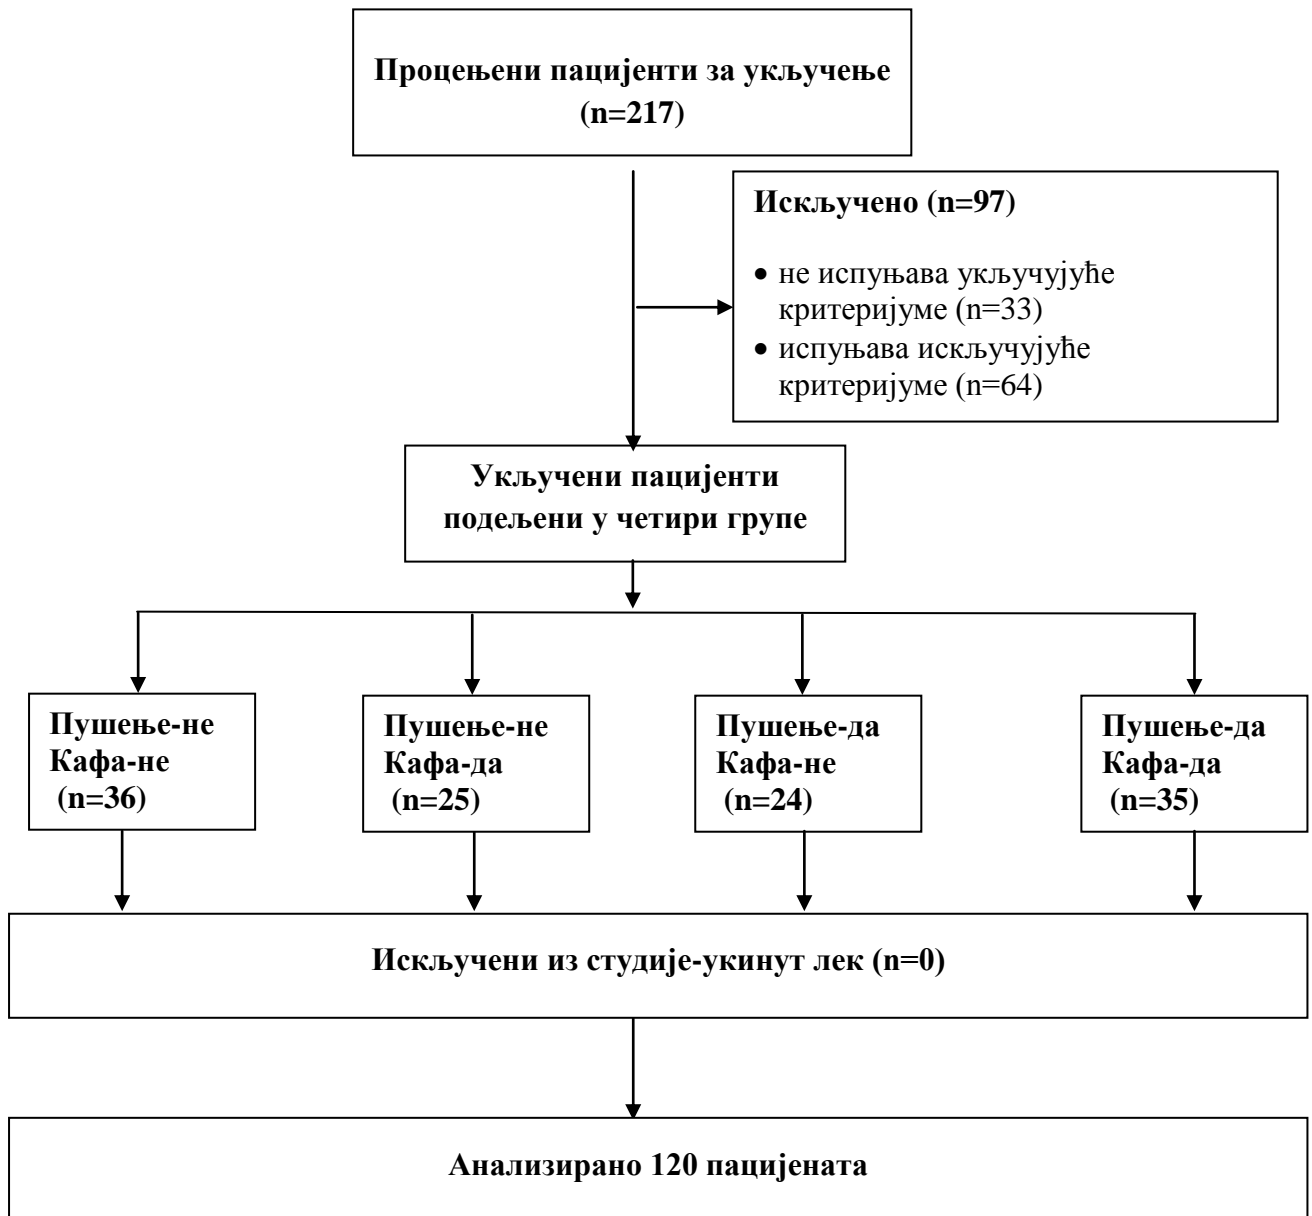 Процењени пацијенти за укључење
(n=217)
Искључено (n=97)
• не испуњава укључујуће
критеријуме (n=33)
• испуњава искључујуће
критеријуме (n=64)
Укључени пацијенти
подељени у четири групе
Пушење-не
Кафа-не
(n=36)
Пушење-не
Кафа-да
(n=25)
Пушење-да
Кафа-не
(n=24)
Пушење-да
Кафа-да
(n=35)
Искључени из студије-укинут лек (n=0)
Анализирано 120 пацијената